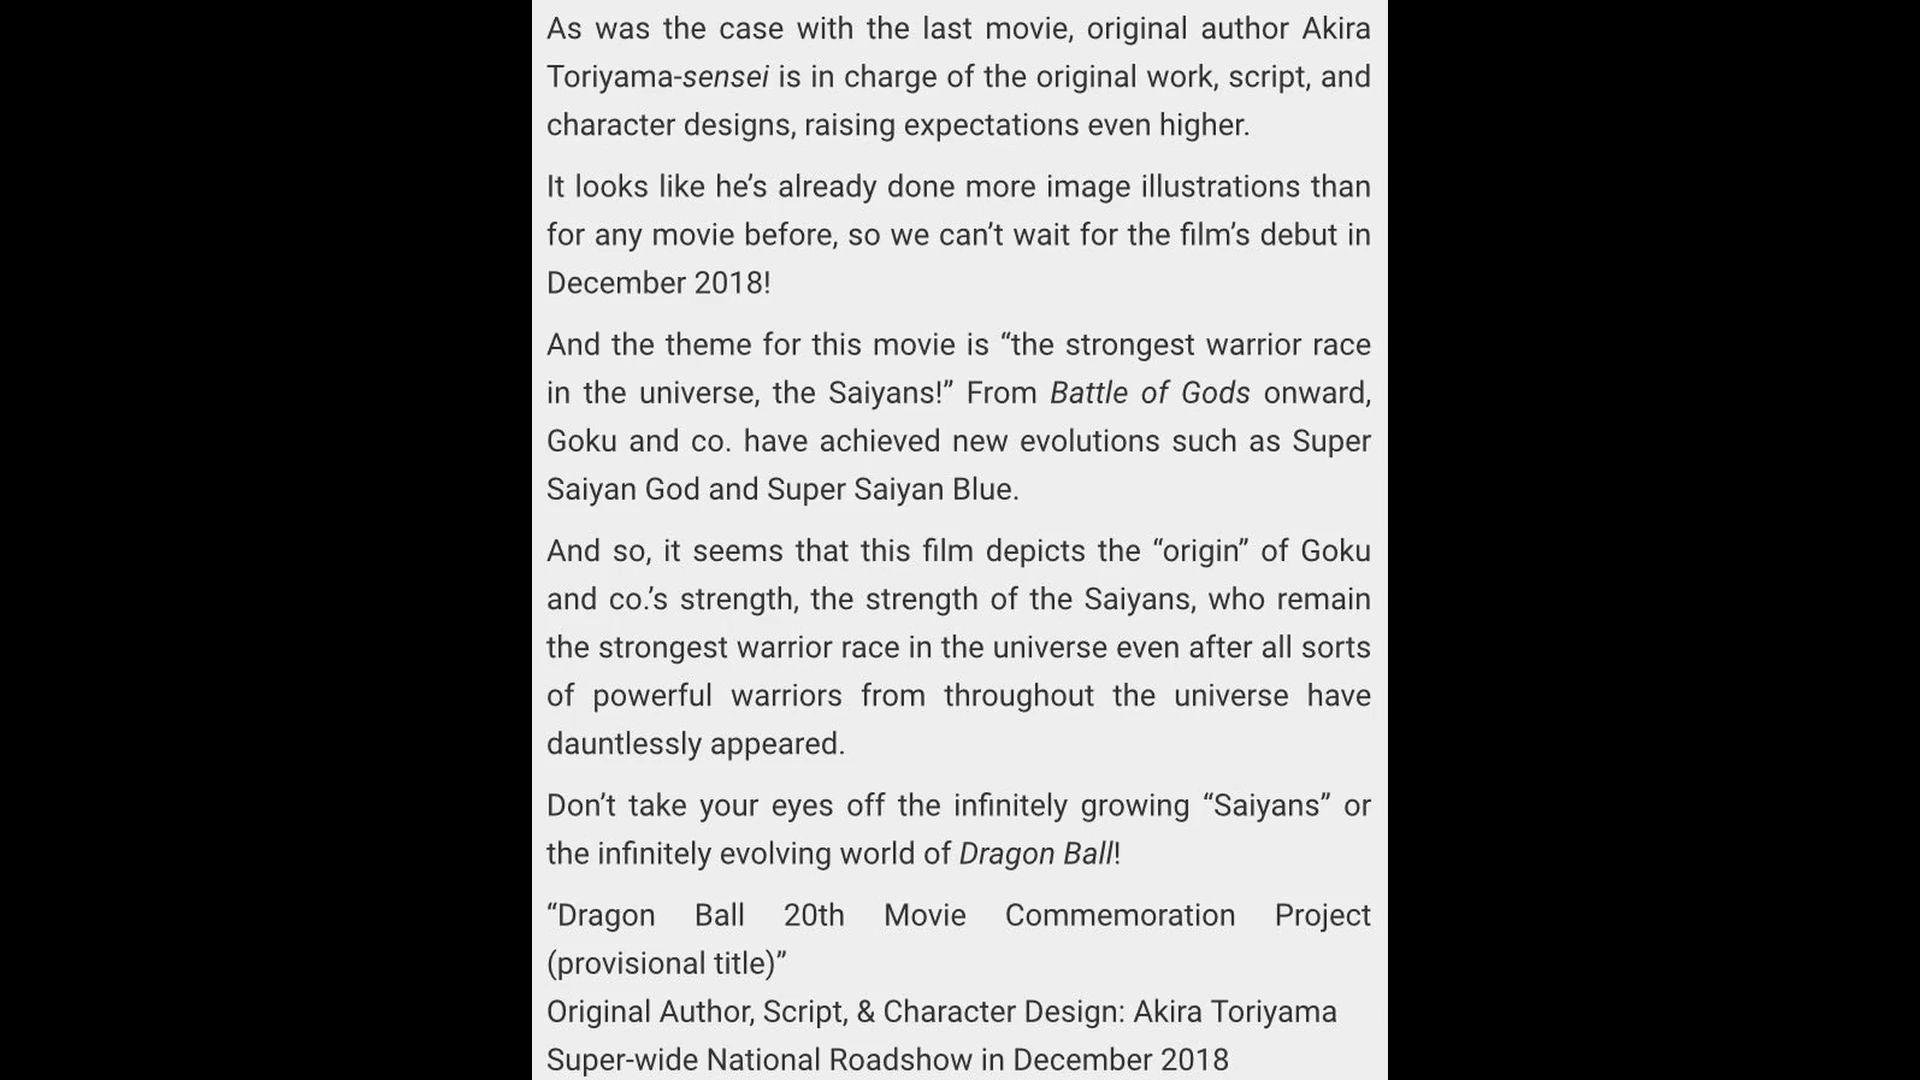 As was the case with the last movie, original author Akira
Toriyama-sensei is in charge of the original work, script, and
character designs, raising expectations even higher.
It looks like he’s already done more image illustrations than
for any movie before, so we can’t wait for the film’s debut in
December 2018!
And the theme for this movie is “the strongest warrior race
in the universe, the Saiyans!” From Battle of Gods onward,
Goku and co. have achieved new evolutions such as Super
Saiyan God and Super Saiyan Blue.
And so, it seems that this film depicts the “origin” of Goku
and co.’s strength, the strength of the Saiyans, who remain
the strongest warrior race in the universe even after all sorts
of powerful warriors from throughout the universe have
dauntlessly appeared.
Don’t take your eyes off the infinitely growing “Saiyans” or
the infinitely evolving world of Dragon Ball!
“Dragon Ball 20th Movie Commemoration Project
(provisional title)”
Original Author, Script, & Character Design: Akira Toriyama
Super-wide National Roadshow in December 2018